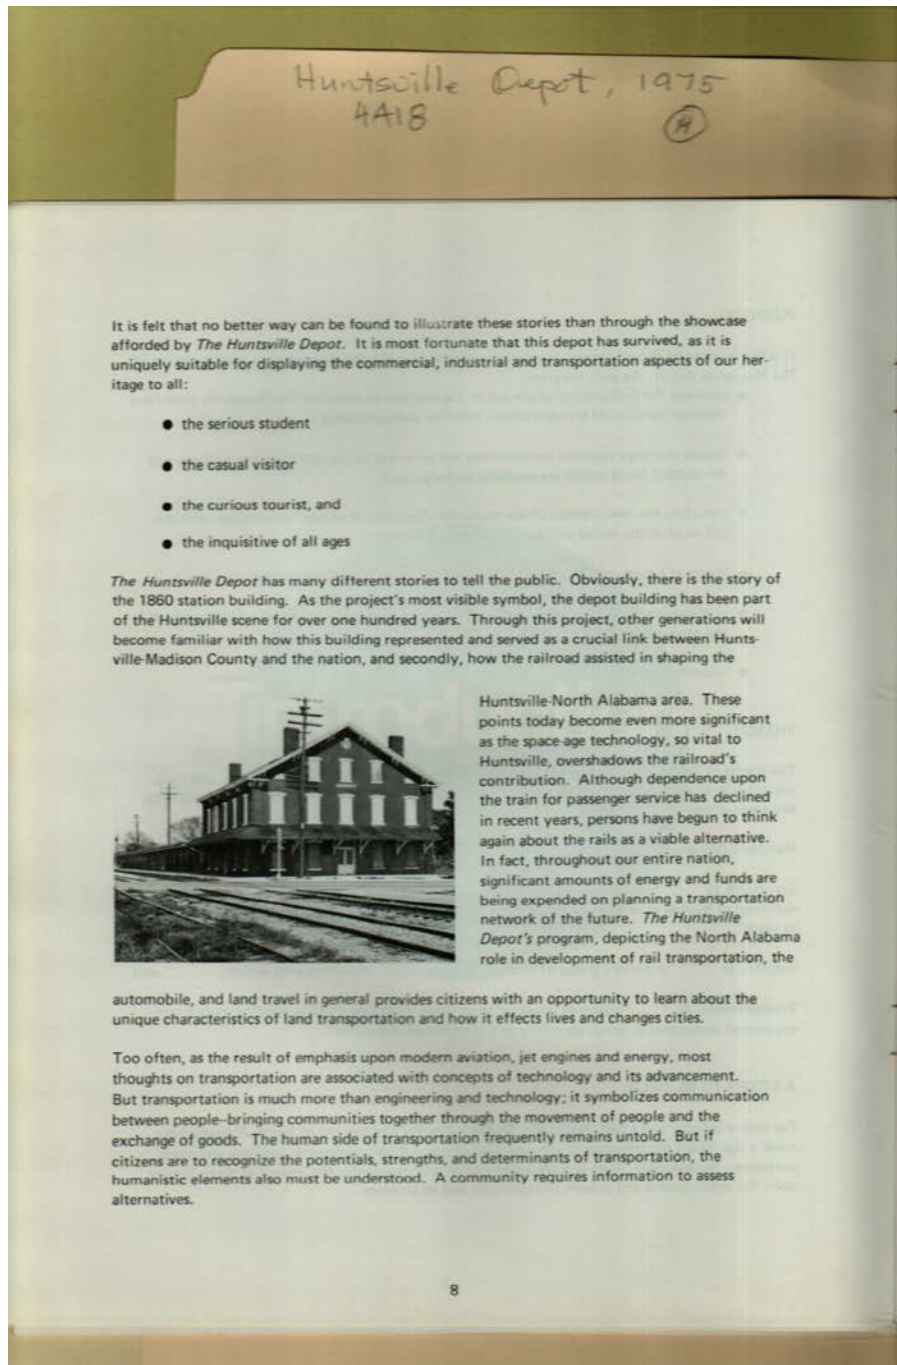 Huntsville Depot, 1975
4A18
H
It is felt that no better way can be found to illustrate these stories than through the showcase
afforded by The Huntsville Depot. It is most fortunate that this depot has survived, as it is
uniquely suitable for displaying the commercial, industrial and transportation aspects of our her-
itage to all:
● the serious student
● the casual visitor
● the curious tourist, and
● the inquisitive of all ages
The Huntsville Depot has many different stories to tell the public. Obviously, there is the story of
the 1860 station building. As the project's most visible symbol, the depot building has been part
of the Huntsville scene for over one hundred years. Through this project, other generations will
become familiar with how this building represented and served as a crucial link between Hunts-
ville-Madison County and the nation, and secondly, how the railroad assisted in shaping the
Huntsville-North Alabama area. These
points today become even more significant
as the space-age technology, so vital to
Huntsville, overshadows the railroad's
contribution. Although dependence upon
the train for passenger service has declined
in recent years, persons have begun to think
again about the rails as a viable alternative.
In fact, throughout our entire nation,
significant amounts of energy and funds are
being expended on planning a transportation
network of the future. The Huntsville
Depot's program, depicting the North Alabama
role in development of rail transportation, the
automobile, and land travel in general provides citizens with an opportunity to learn about the
unique characteristics of land transportation and how it effects lives and changes cities.
Too often, as the result of emphasis upon modern aviation, jet engines and energy, most
thoughts on transportation are associated with concepts of technology and its advancement.
But transportation is much more than engineering and technology; it symbolizes communication
between people--bringing communities together through the movement of people and the
exchange of goods. The human side of transportation frequently remains untold. But if
citizens are to recognize the potentials, strengths, and determinants of transportation, the
humanistic elements also must be understood. A community requires information to assess
alternatives.
8